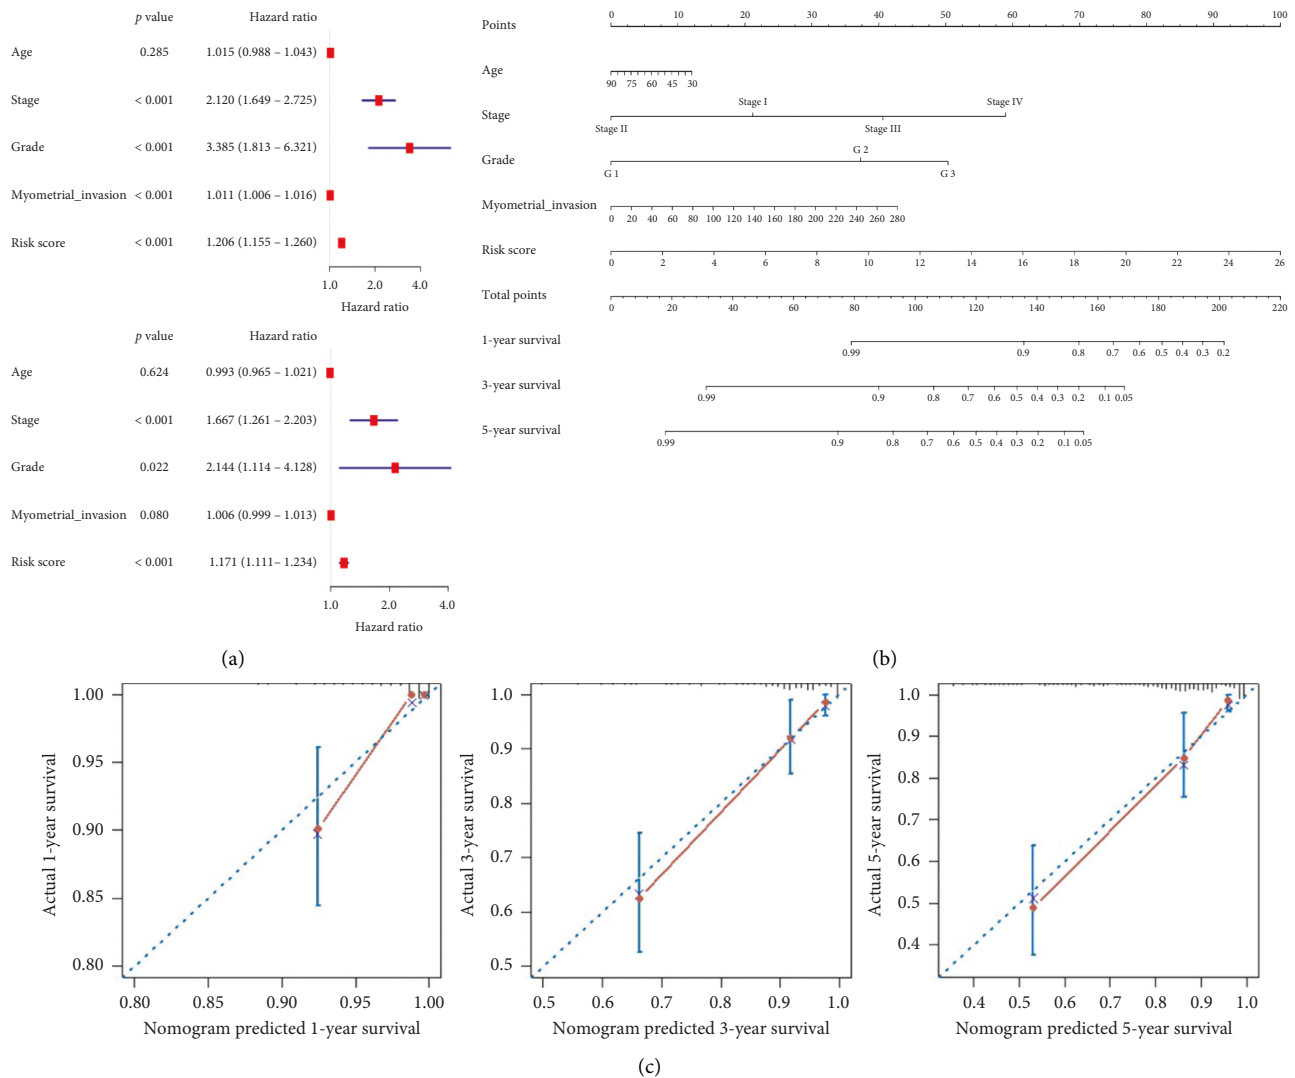 p value Hazard ratio
Age 0.285 1.015 (0.988 – 1.043)
Stage < 0.001 2.120 (1.649 – 2.725)
Grade < 0.001 3.385 (1.813 – 6.321)
Myometrial_invasion < 0.001 1.011 (1.006 – 1.016)
Risk score < 0.001 1.206 (1.155 – 1.260)
1.0 2.0 4.0
Hazard ratio
p value Hazard ratio
Age 0.624 0.993 (0.965 – 1.021)
Stage < 0.001 1.667 (1.261 – 2.203)
Grade 0.022 2.144 (1.114 – 4.128)
Myometrial_invasion 0.080 1.006 (0.999 – 1.013)
Risk score < 0.001 1.171 (1.111– 1.234)
1.0 2.0 4.0
Hazard ratio
(a)
Points 0 10 20 30 40 50 60 70 80 90 100
Age
90 75 60 45 30
Stage I Stage IV
Stage
Stage II Stage III
G 2
Grade
G 1 G 3
Myometrial_invasion
0 20 40 60 80 100 120 140 160 180 200 220 240 260 280
Risk score
0 2 4 6 8 10 12 14 16 18 20 22 24 26
Total points
0 20 40 60 80 100 120 140 160 180 200 220
1-year survival
0.99 0.9 0.8 0.7 0.6 0.5 0.4 0.3 0.2
3-year survival
0.99 0.9 0.8 0.7 0.6 0.5 0.4 0.3 0.2 0.1 0.05
5-year survival
0.99 0.9 0.8 0.7 0.6 0.5 0.4 0.3 0.2 0.1 0.05
(b)
Actual 1-year survival
1.00
0.95
0.90
0.85
0.80
0.80 0.85 0.90 0.95 1.00
Nomogram predicted 1-year survival
Actual 3-year survival
1.0
0.9
0.8
0.7
0.6
0.5
0.5 0.6 0.7 0.8 0.9 1.0
Nomogram predicted 3-year survival
Actual 5-year survival
1.0
0.9
0.8
0.7
0.6
0.5
0.4
0.4 0.5 0.6 0.7 0.8 0.9 1.0
Nomogram predicted 5-year survival
(c)